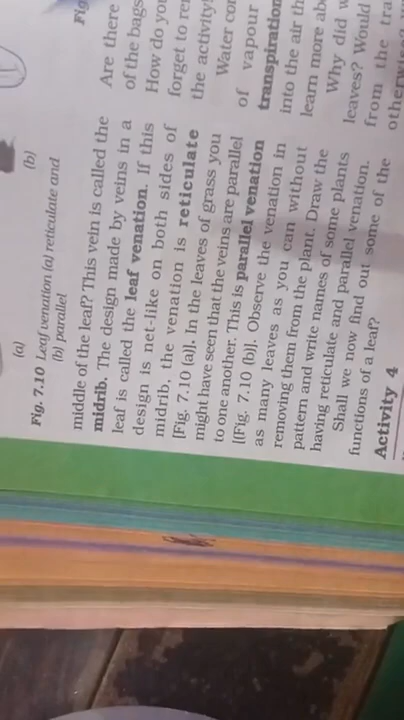 (a)
(b)
Fig. 7.10 Leaf venation (a) reticulate and
(b) parallel
middle of the leaf? This vein is called the
midrib. The design made by veins in a
leaf is called the leaf venation. If this
design is net-like on both sides of
midrib, the venation is reticulate
[Fig. 7.10 (a)]. In the leaves of grass you
might have seen that the veins are parallel
to one another. This is parallel venation
[(Fig. 7.10 (b)]. Observe the venation in
as many leaves as you can without
removing them from the plant. Draw the
pattern and write names of some plants
having reticulate and parallel venation.
Shall we now find out some of the
functions of a leaf?
Activity 4
Fig
Are there
of the bags
How do you
forget to
the activity
Water
of vapour
transpiration
into the air
learn more
Why did
leaves? Would
from the